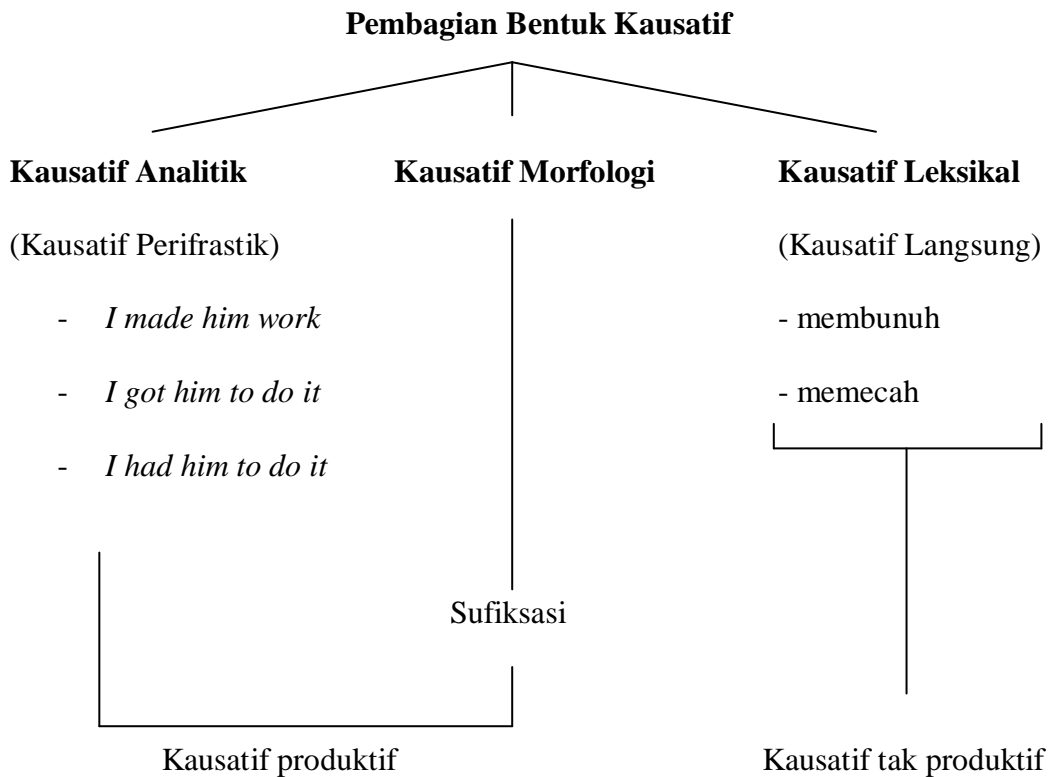 Pembagian Bentuk Kausatif
Kausatif Analitik
Kausatif Morfologi
Kausatif Leksikal
(Kausatif Perifrastik)
(Kausatif Langsung)
- I made him work
- membunuh
- I got him to do it
- memecah
- I had him to do it
Sufiksasi
Kausatif produktif
Kausatif tak produktif